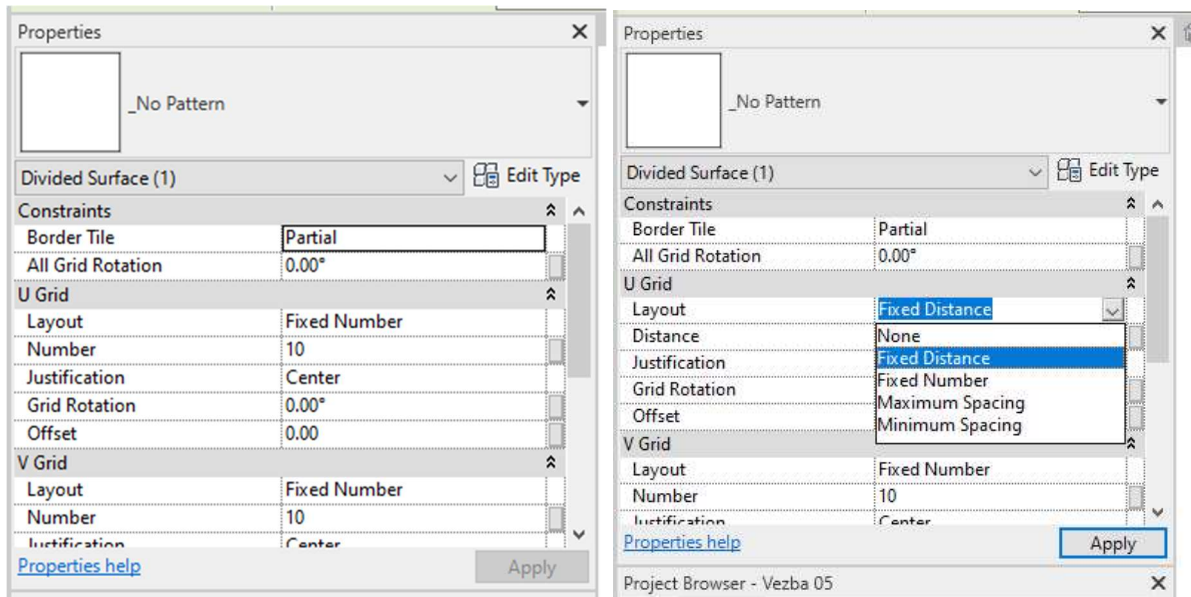 Properties
_No Pattern
Divided Surface (1) Edit Type
Constraints
Border Tile Partial
All Grid Rotation 0.00°
U Grid
Layout Fixed Number
Number 10
Justification Center
Grid Rotation 0.00°
Offset 0.00
V Grid
Layout Fixed Number
Number 10
Justification Center
Properties help Apply
Properties
_No Pattern
Divided Surface (1) Edit Type
Constraints
Border Tile Partial
All Grid Rotation 0.00°
U Grid
Layout Fixed Distance
Distance None
Justification Fixed Distance
Fixed Number
Grid Rotation Maximum Spacing
Offset Minimum Spacing
V Grid
Layout Fixed Number
Number 10
Justification Center
Properties help Apply
Project Browser - Vezba 05